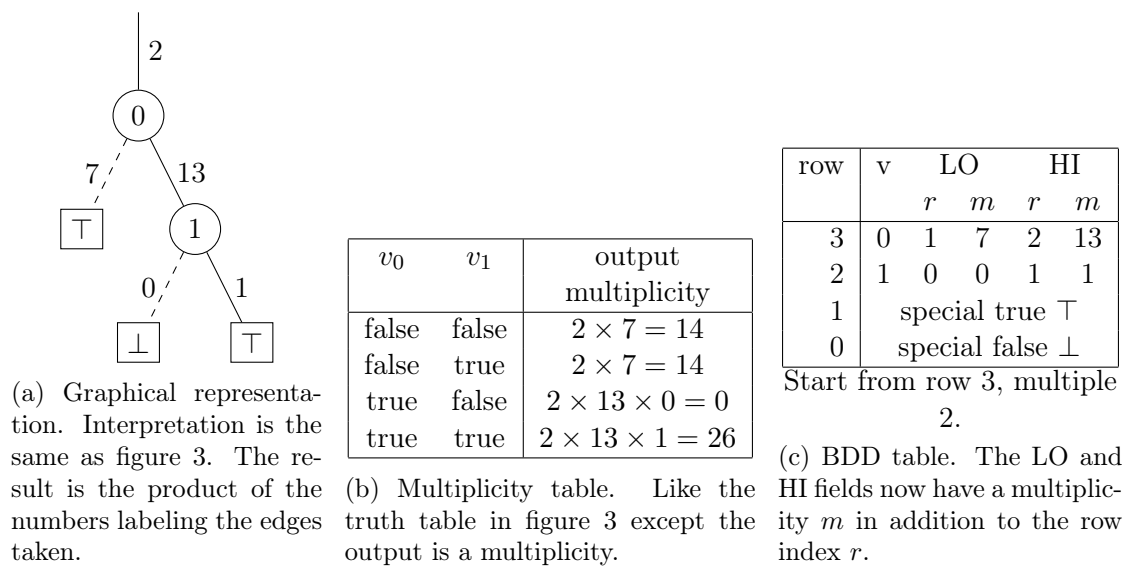 2
0
7
13
⊤
1
0
1
⊥
⊤
(a) Graphical representa-
tion. Interpretation is the
same as figure 3. The re-
sult is the product of the
numbers labeling the edges
taken.
v₀ v₁ output
multiplicity
false false 2 × 7 = 14
false true 2 × 7 = 14
true false 2 × 13 × 0 = 0
true true 2 × 13 × 1 = 26
(b) Multiplicity table. Like the
truth table in figure 3 except the
output is a multiplicity.
row v LO HI
r m r m
3 0 1 7 2 13
2 1 0 0 1 1
1 special true ⊤
0 special false ⊥
Start from row 3, multiple
2.
(c) BDD table. The LO and
HI fields now have a multiplic-
ity m in addition to the row
index r.